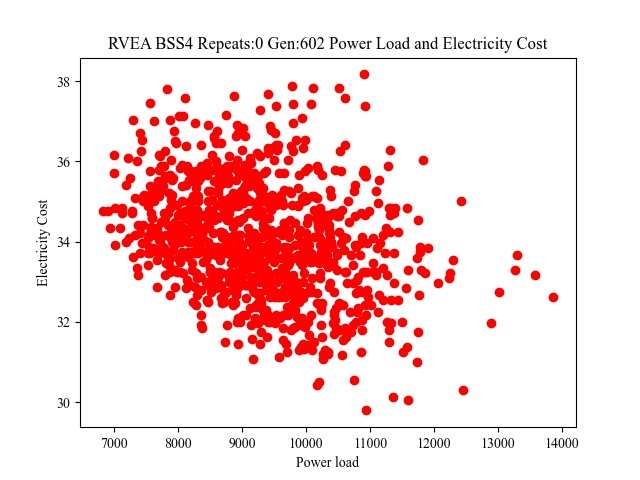 RVEA BSS4 Repeats:0 Gen:602 Power Load and Electricity Cost
38
36
34
32
30
Electricity Cost
7000 8000 9000 10000 11000 12000 13000 14000
Power load